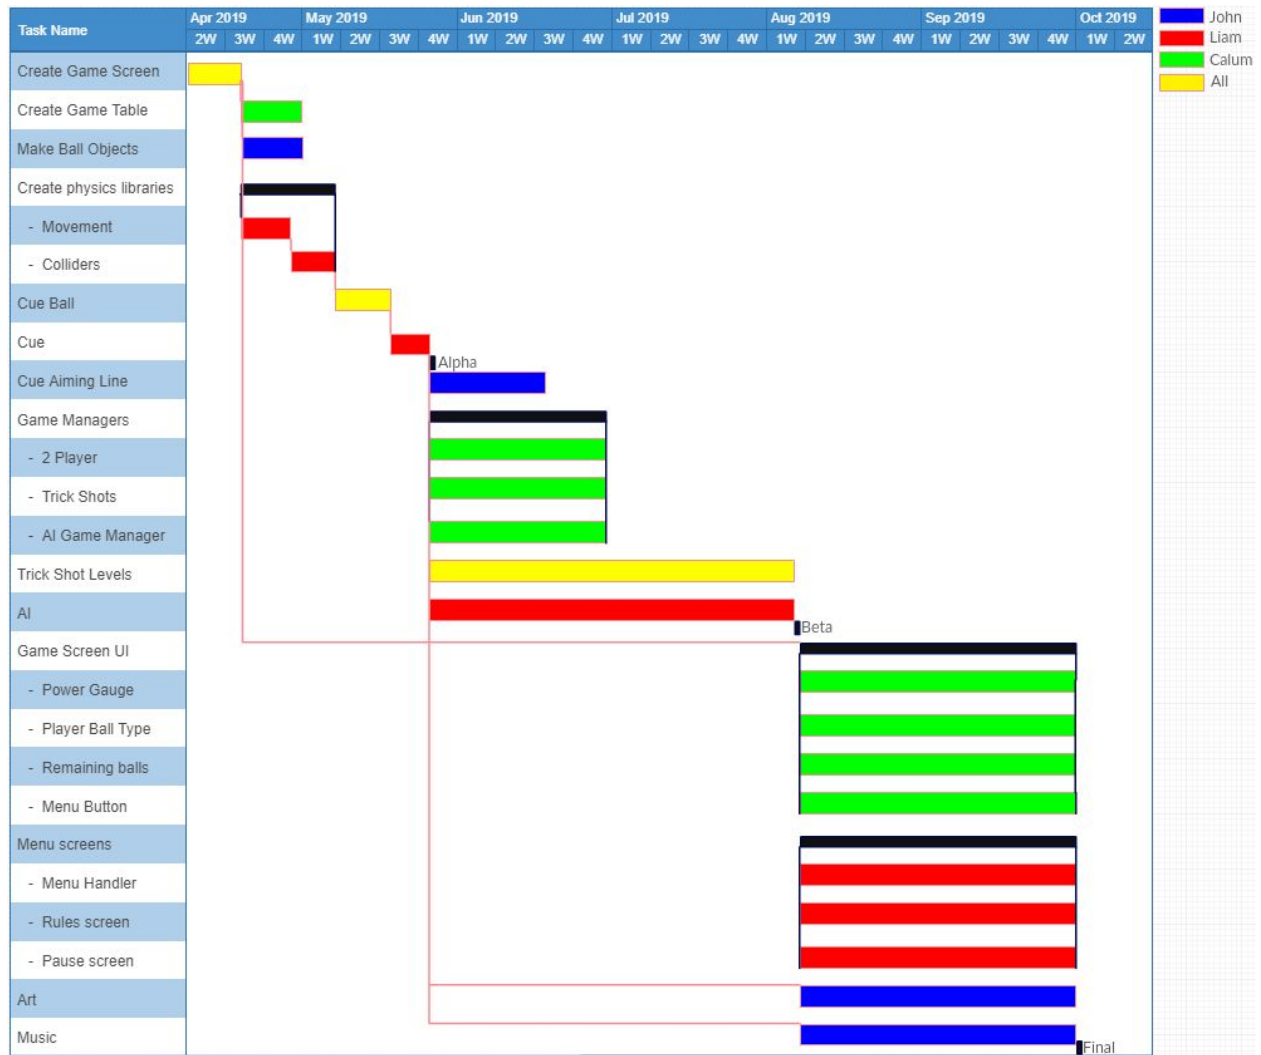 Task Name
Apr 2019 May 2019 Jun 2019 Jul 2019 Aug 2019 Sep 2019 Oct 2019
2W 3W 4W 1W 2W 3W 4W 1W 2W 3W 4W 1W 2W 3W 4W 1W 2W 3W 4W 1W 2W 3W 4W 1W 2W
John
Liam
Calum
All
Create Game Screen
Create Game Table
Make Ball Objects
Create physics libraries
- Movement
- Colliders
Cue Ball
Cue
Alpha
Cue Aiming Line
Game Managers
- 2 Player
- Trick Shots
- AI Game Manager
Trick Shot Levels
AI
Beta
Game Screen UI
- Power Gauge
- Player Ball Type
- Remaining balls
- Menu Button
Menu screens
- Menu Handler
- Rules screen
- Pause screen
Art
Music
Final